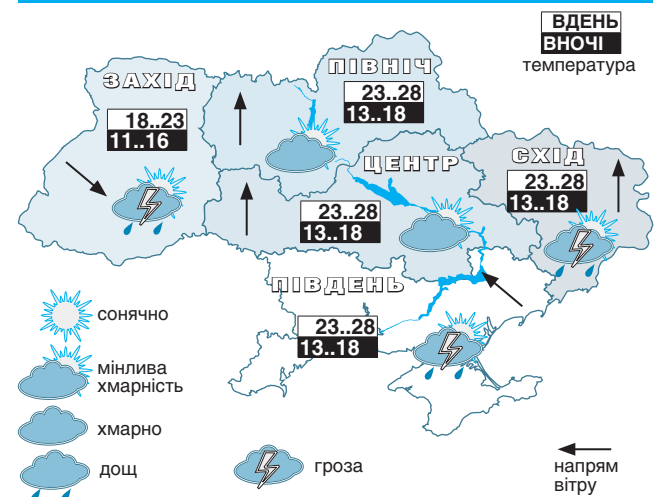 ВДЕНЬ
ВНОЧІ
температура
ЗАХІД
18..23
11..16
ПІВНІЧ
23..28
13..18
ЦЕНТР
23..28
13..18
СХІД
23..28
13..18
ПІВДЕНЬ
23..28
13..18
сонячно
мінлива
хмарність
хмарно
дощ
гроза
напрям
вітру